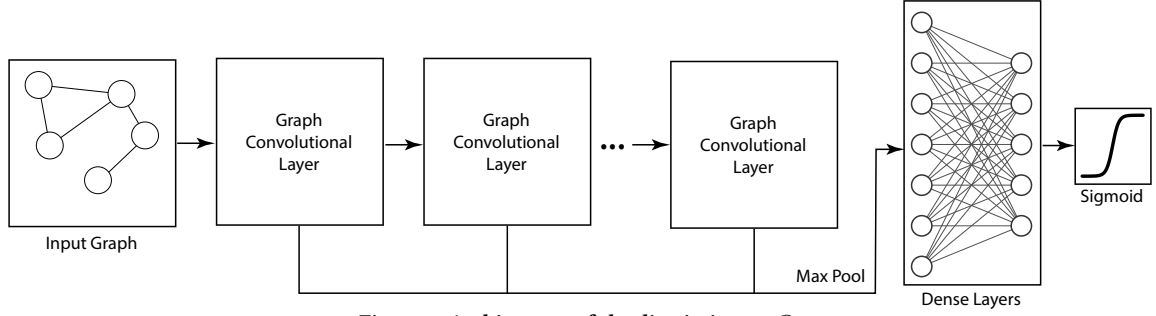 Input Graph
Graph
Convolutional
Layer
Graph
Convolutional
Layer
...
Graph
Convolutional
Layer
Max Pool
Dense Layers
Sigmoid